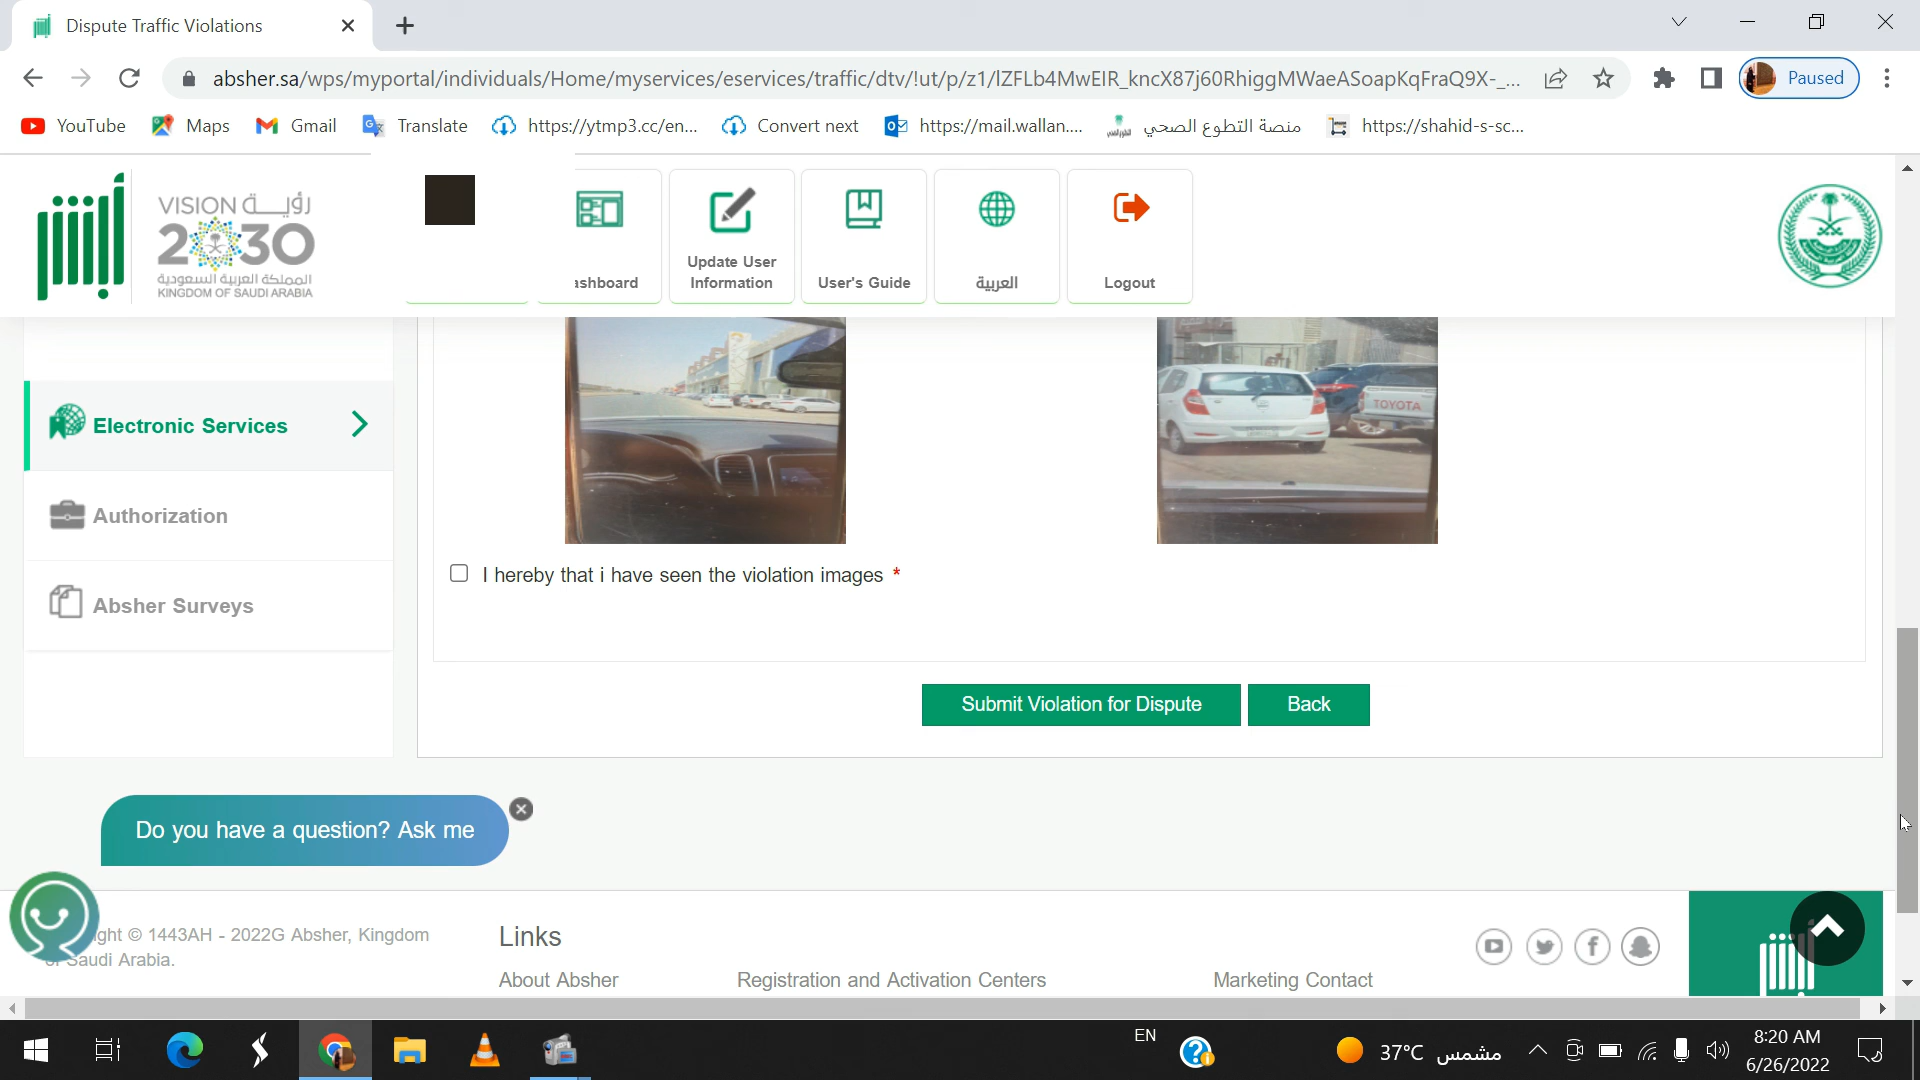 Dispute Traffic Violations
absher.sa/wps/myportal/individuals/Home/myservices/eservices/traffic/dtv/!ut/p/z1/lZFLb4MwEIR_kncX87j60RhiggMWaeASoapKqFraQ9X-_...
Paused
YouTube
Maps
Gmail
Translate
https://ytmp3.cc/en...
Convert next
https://mail.wallan....
منصة التطوع الصحي
https://shahid-s-sc...
أبشر
VISION رؤيـــة
2030
المملكة العربية السعودية
KINGDOM OF SAUDI ARABIA
ashboard
Update User
Information
User's Guide
العربية
Logout
TOYOTA
Electronic Services
Authorization
Absher Surveys
I hereby that i have seen the violation images *
Submit Violation for Dispute
Back
Do you have a question? Ask me
ght © 1443AH - 2022G Absher, Kingdom
of Saudi Arabia.
Links
About Absher
Registration and Activation Centers
Marketing Contact
EN
37°C مشمس
8:20 AM
6/26/2022